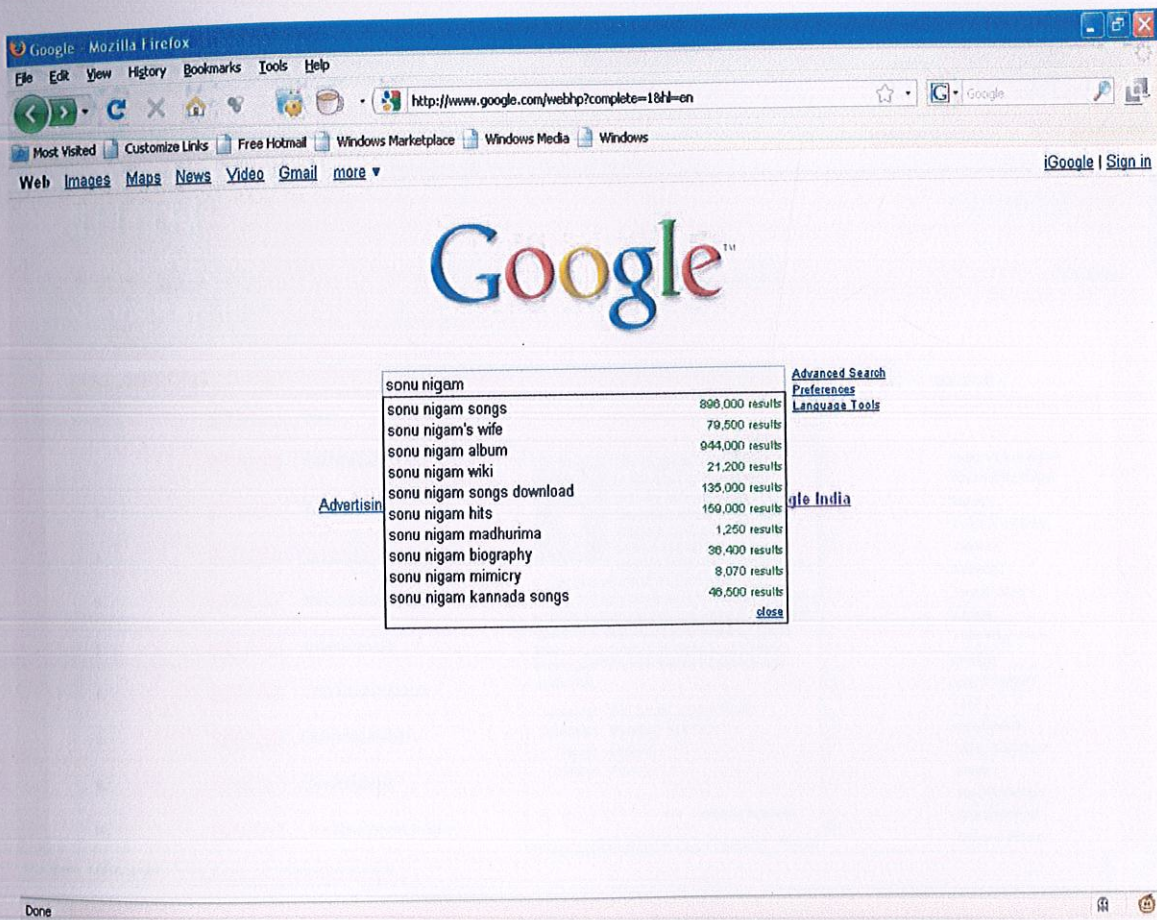 Google - Mozilla Firefox
File Edit View History Bookmarks Tools Help
http://www.google.com/webhp?complete=1&hl=en
G Google
Most Visited Customize Links Free Hotmail Windows Marketplace Windows Media Windows
Web Images Maps News Video Gmail more ▼ iGoogle | Sign in
Google™
sonu nigam
Advanced Search
Preferences
Language Tools
sonu nigam songs 896,000 results
sonu nigam's wife 79,500 results
sonu nigam album 944,000 results
sonu nigam wiki 21,200 results
sonu nigam songs download 135,000 results
sonu nigam hits 159,000 results
sonu nigam madhurima 1,250 results
sonu nigam biography 36,400 results
sonu nigam mimicry 8,070 results
sonu nigam kannada songs 46,500 results
close
Advertisin gle India
Done